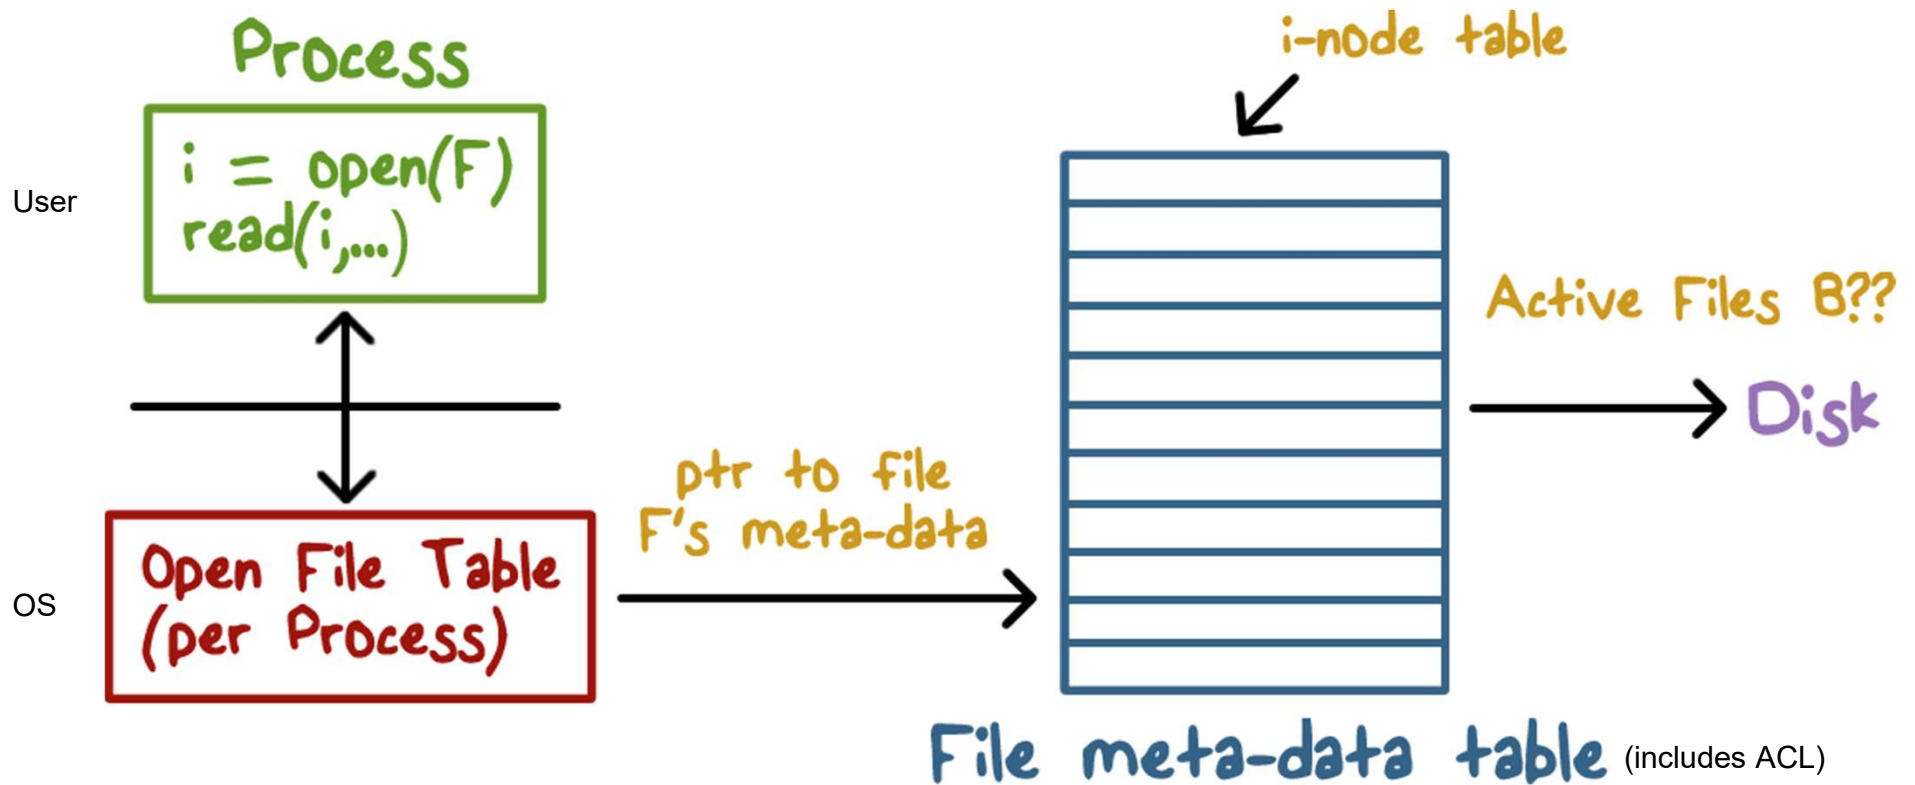 Process
i-node table
User
i = open(F)
read(i,...)
Active Files B??
Disk
ptr to file
F's meta-data
OS
Open File Table
(per Process)
File meta-data table (includes ACL)